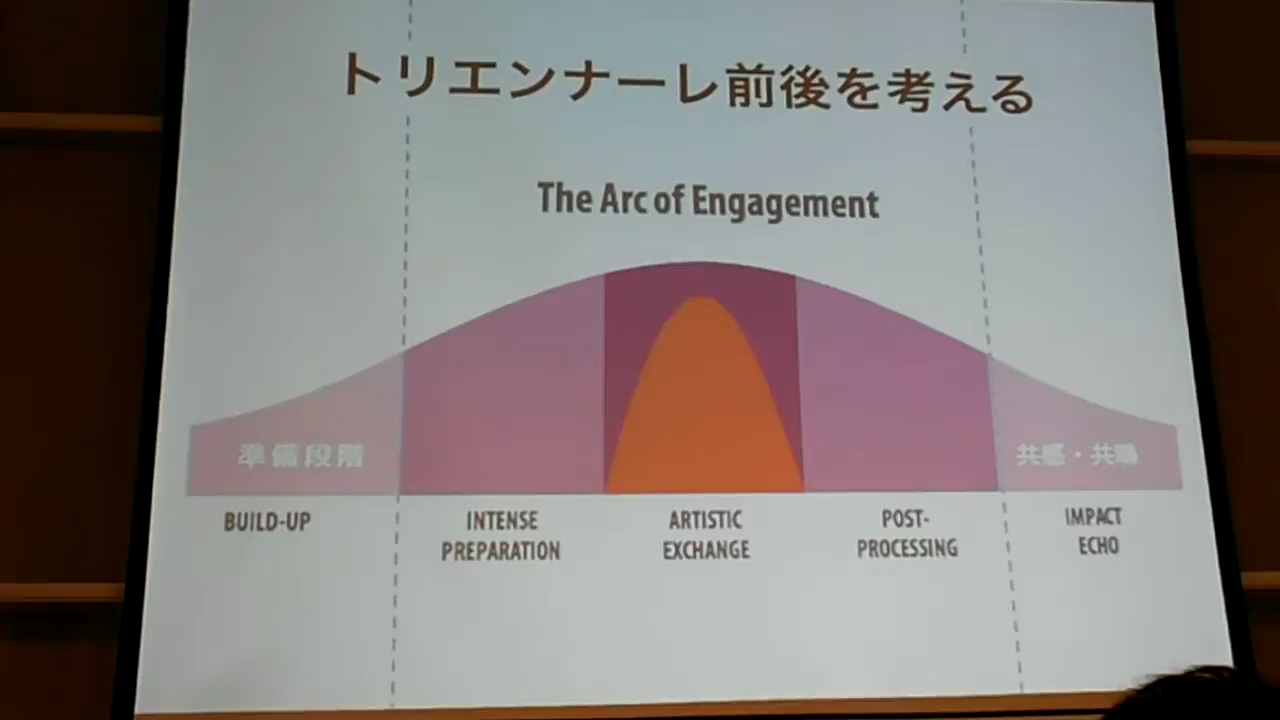 トリエンナーレ前後を考える
The Arc of Engagement
準備段階
共感・共鳴
BUILD-UP
INTENSE
PREPARATION
ARTISTIC
EXCHANGE
POST-
PROCESSING
IMPACT
ECHO